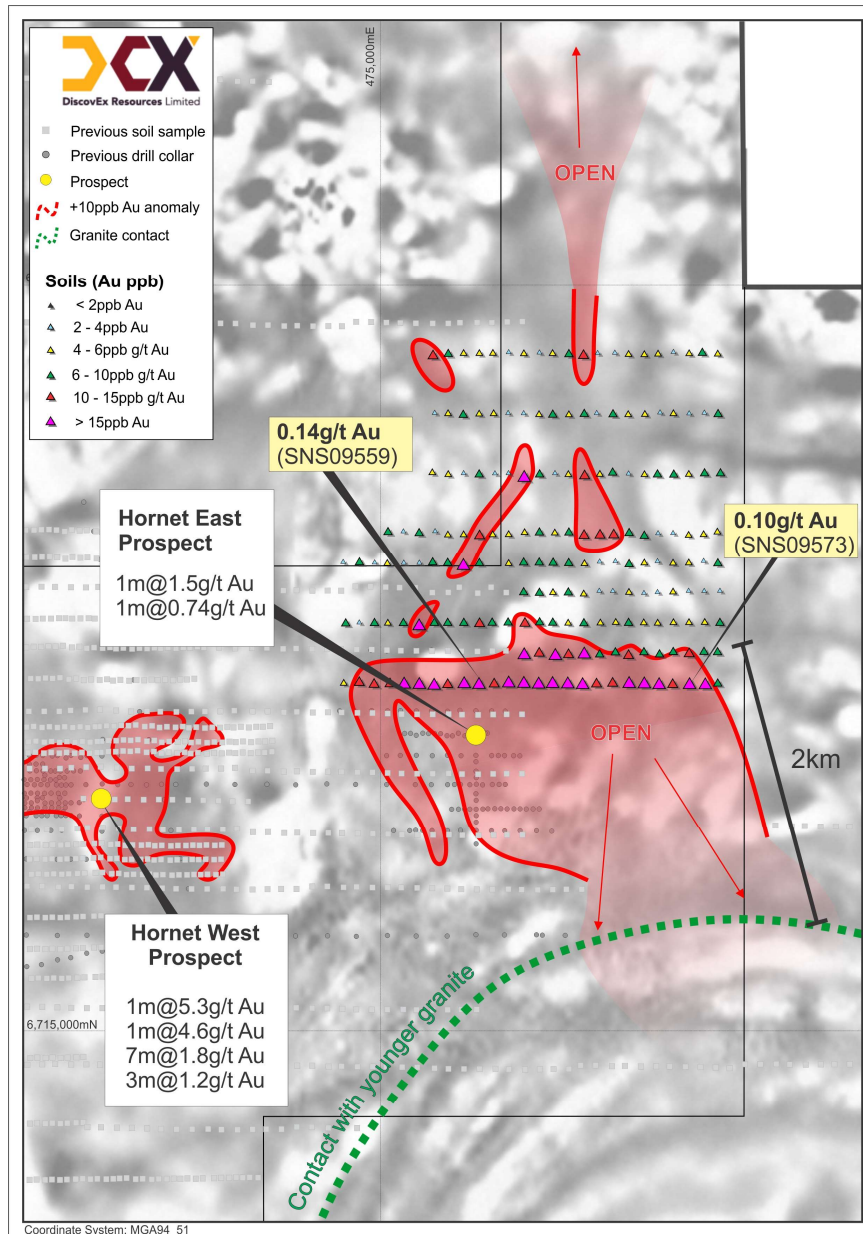 DCX
DiscovEx Resources Limited
Previous soil sample
Previous drill collar
Prospect
+10ppb Au anomaly
Granite contact
Soils (Au ppb)
< 2ppb Au
2 - 4ppb Au
4 - 6ppb g/t Au
6 - 10ppb g/t Au
10 - 15ppb g/t Au
> 15ppb Au
475,000mE
OPEN
0.14g/t Au
(SNS09559)
Hornet East
Prospect
1m@1.5g/t Au
1m@0.74g/t Au
0.10g/t Au
(SNS09573)
OPEN
2km
Hornet West
Prospect
1m@5.3g/t Au
1m@4.6g/t Au
7m@1.8g/t Au
3m@1.2g/t Au
6,715,000mN
Contact with younger granite
Coordinate System: MGA94_51